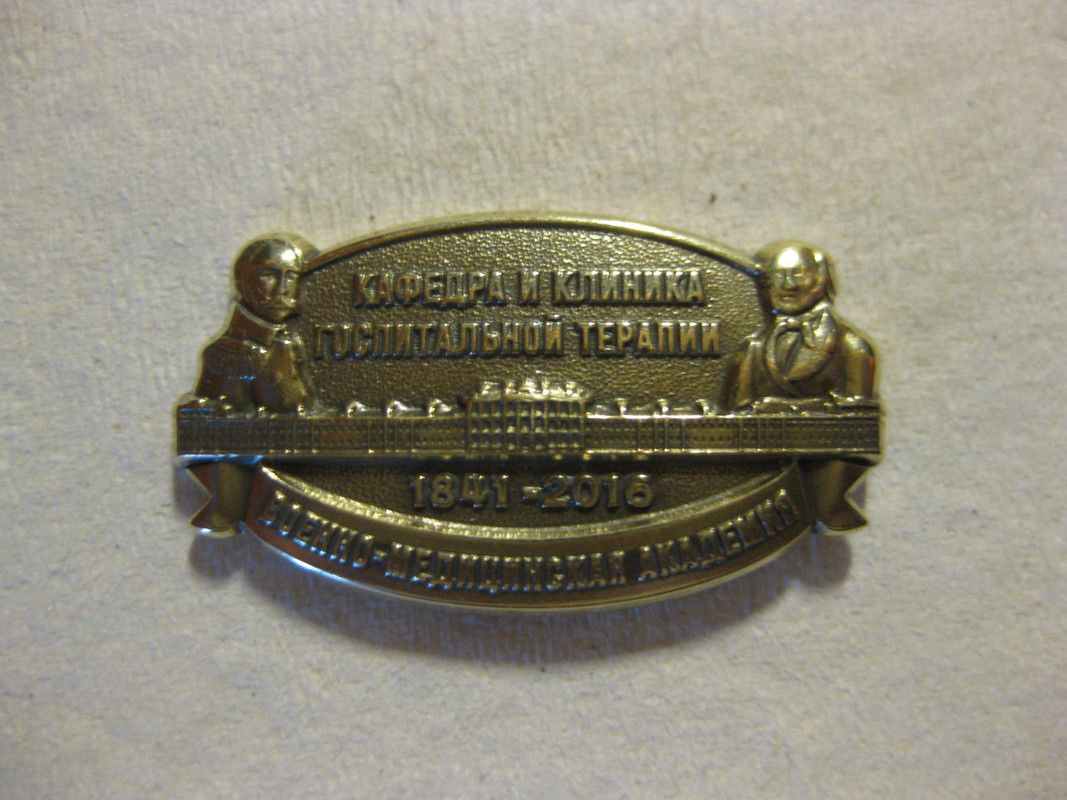 КАФЕДРА И КЛИНИКА
ГОСПИТАЛЬНОЙ ТЕРАПИИ
1841-2016
ВОЕННО-МЕДИЦИНСКАЯ АКАДЕМИЯ